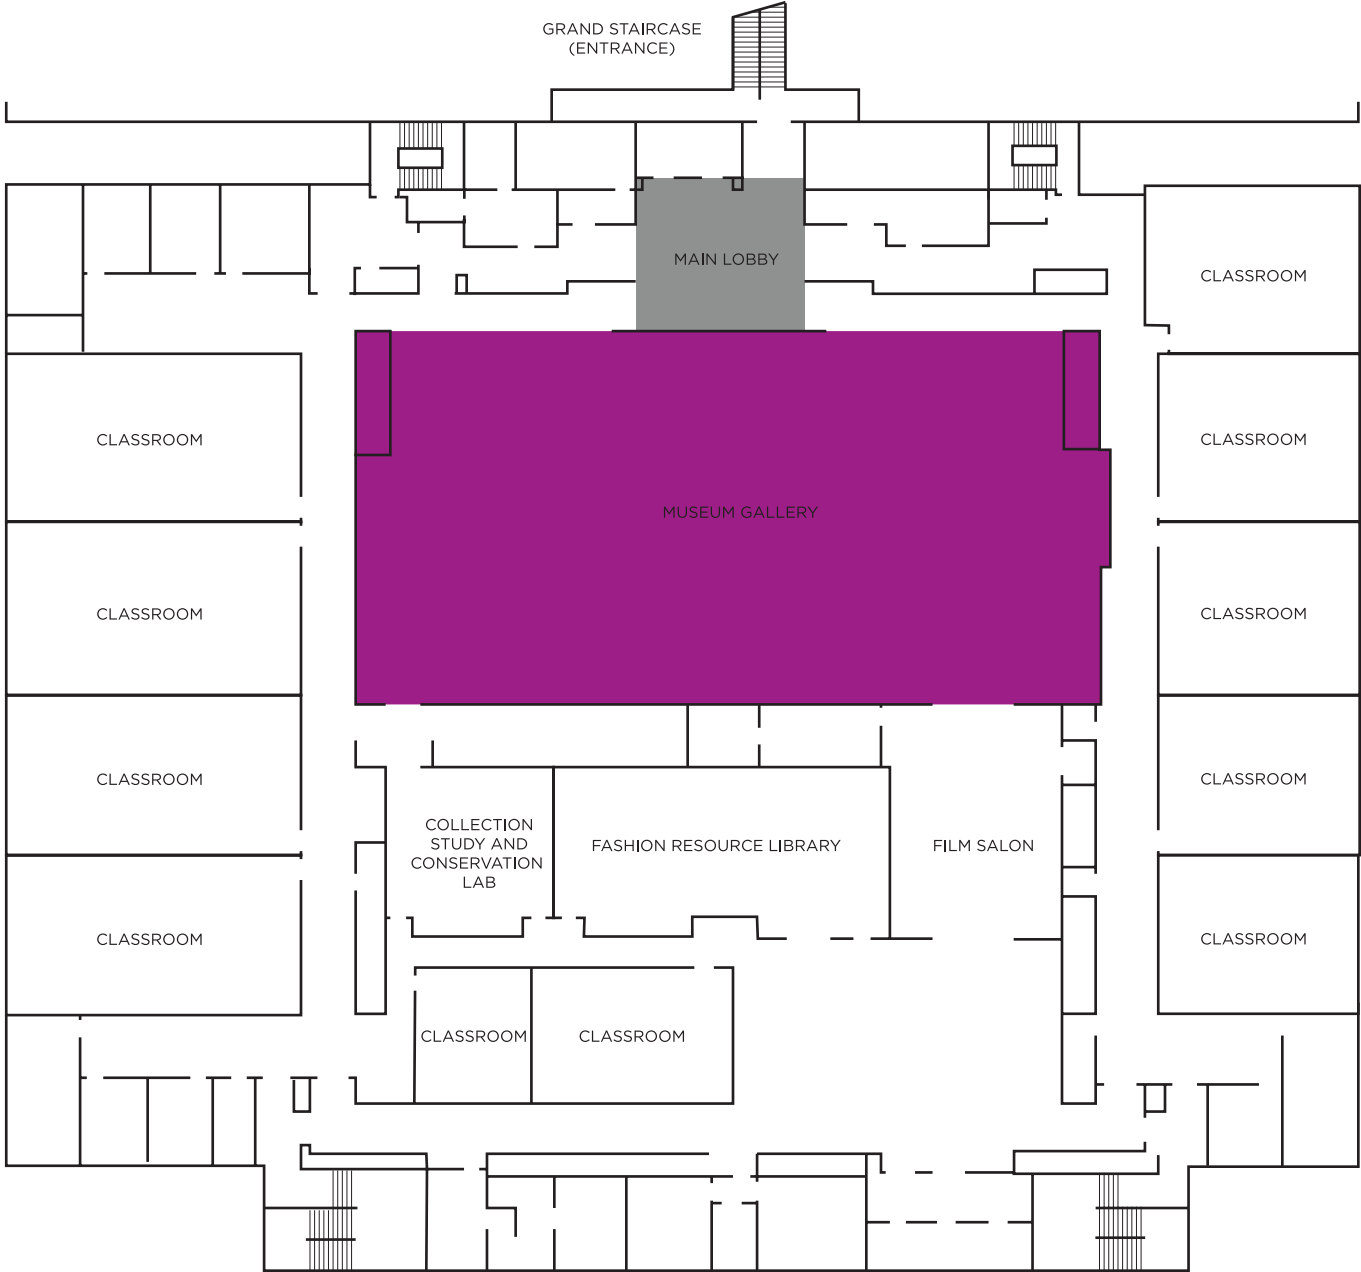 GRAND STAIRCASE
(ENTRANCE)
MAIN LOBBY
CLASSROOM
CLASSROOM
CLASSROOM
MUSEUM GALLERY
CLASSROOM
CLASSROOM
CLASSROOM
CLASSROOM
COLLECTION
STUDY AND
CONSERVATION
LAB
FASHION RESOURCE LIBRARY
FILM SALON
CLASSROOM
CLASSROOM
CLASSROOM
CLASSROOM